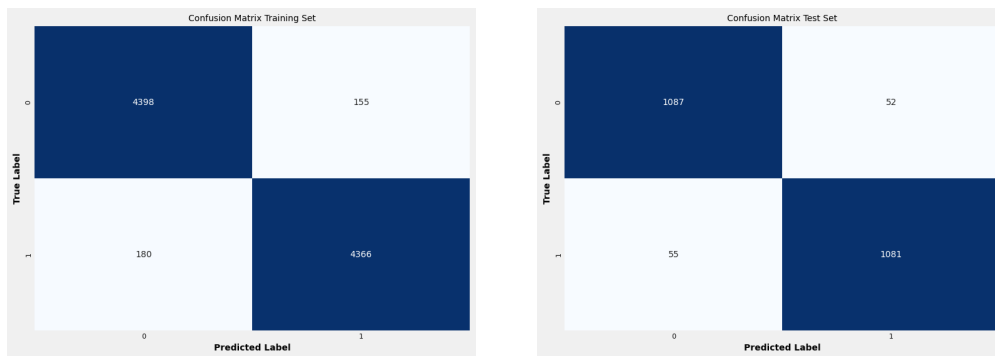 Confusion Matrix Training Set
0
4398
155
True Label
1
180
4366
0
1
Predicted Label
Confusion Matrix Test Set
0
1087
52
True Label
1
55
1081
0
1
Predicted Label